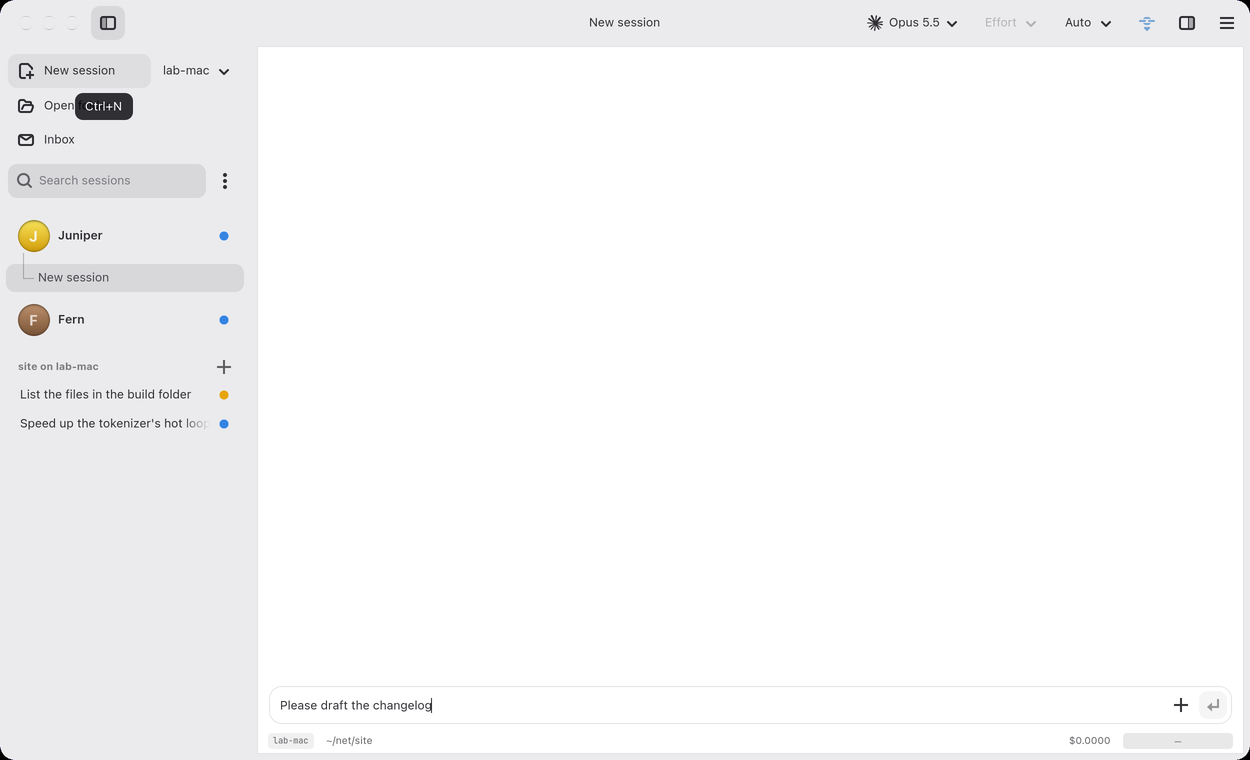 New session
Opus 5.5
Effort
Auto
New session
lab-mac
Open
Ctrl+N
Inbox
Search sessions
J
Juniper
New session
F
Fern
site on lab-mac
List the files in the build folder
Speed up the tokenizer's hot loop
Please draft the changelog
lab-mac
~/net/site
$0.0000
–